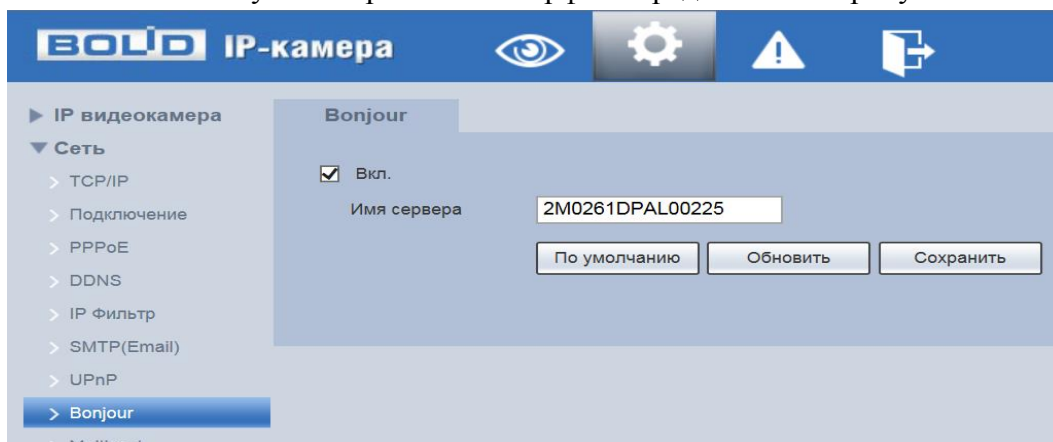 BOLID IP-камера
IP видеокамера
Сеть
TCP/IP
Подключение
PPPoE
DDNS
IP Фильтр
SMTP(Email)
UPnP
Bonjour
Bonjour
Вкл.
Имя сервера 2M0261DPAL00225
По умолчанию Обновить Сохранить